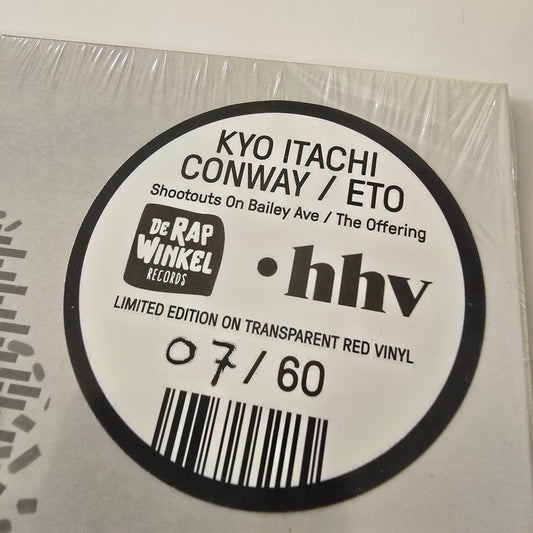 KYO ITACHI
CONWAY / ETO
Shootouts On Bailey Ave / The Offering
DE RAP
WINKEL
RECORDS
•hhv
LIMITED EDITION ON TRANSPARENT RED VINYL
07/60